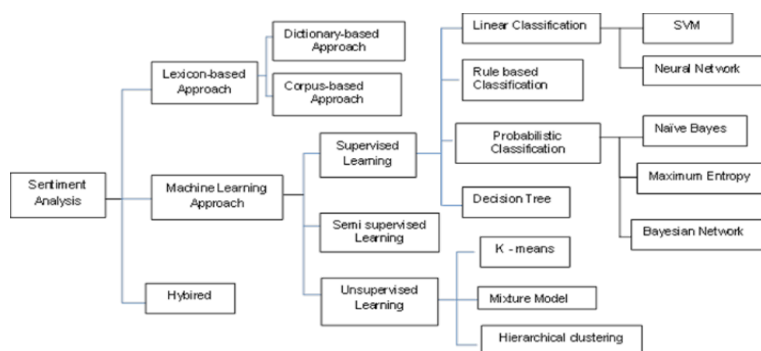 Linear Classification
SVM
Dictionary-based
Approach
Lexicon-based
Approach
Neural Network
Rule based
Classification
Corpus-based
Approach
Supervised
Learning
Probabilistic
Classification
Naïve Bayes
Sentiment
Analysis
Machine Learning
Approach
Maximum Entropy
Decision Tree
Semi supervised
Learning
Bayesian Network
K - means
Hybired
Unsupervised
Learning
Mixture Model
Hierarchical clustering